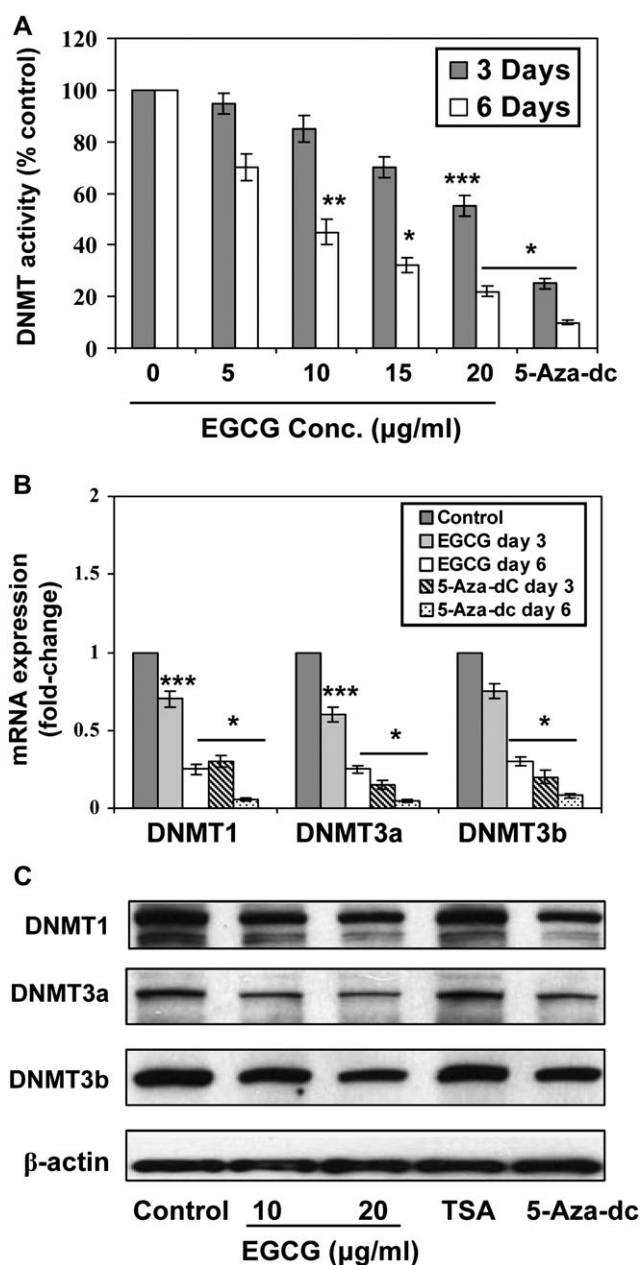 A
DNMT activity (% control)
120
100
80
60
40
20
0
3 Days
6 Days
**
*
***
*
0 5 10 15 20 5-Aza-dc
EGCG Conc. (µg/ml)
B
mRNA expression
(fold-change)
2
1.5
1
0.5
0
Control
EGCG day 3
EGCG day 6
5-Aza-dC day 3
5-Aza-dc day 6
***
*
***
*
*
DNMT1 DNMT3a DNMT3b
C
DNMT1
DNMT3a
DNMT3b
β-actin
Control 10 20 TSA 5-Aza-dc
EGCG (µg/ml)